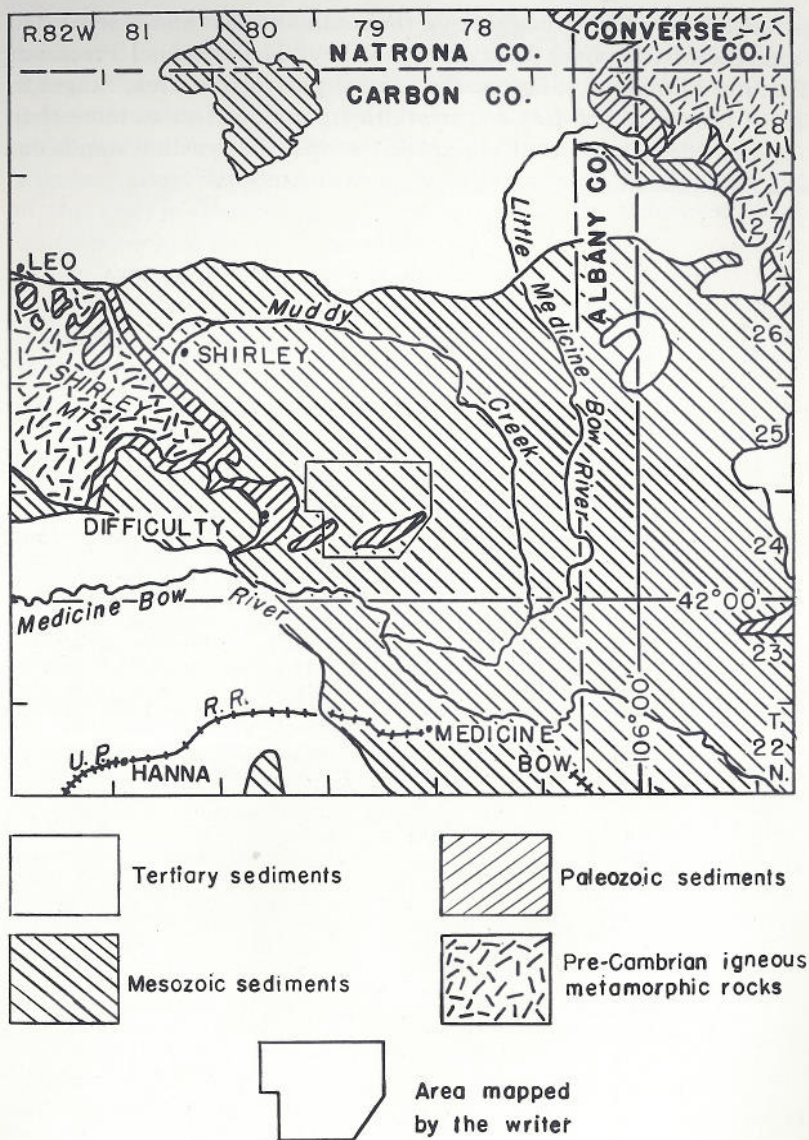 R.82W 81 80 79 78
CONVERSE
NATRONA CO. CO.
CARBON CO.
T.
28
N.
ALBANY CO.
27
Little Medicine Bow River
LEO
Muddy Creek
26
SHIRLEY
SHIRLEY
MTS.
25
DIFFICULTY
24
42°00'
Medicine Bow River
23
106°00'
R.R.
U.P.
MEDICINE
BOW
T.
22
N.
HANNA
Tertiary sediments
Paleozoic sediments
Mesozoic sediments
Pre-Cambrian igneous
metamorphic rocks
Area mapped
by the writer